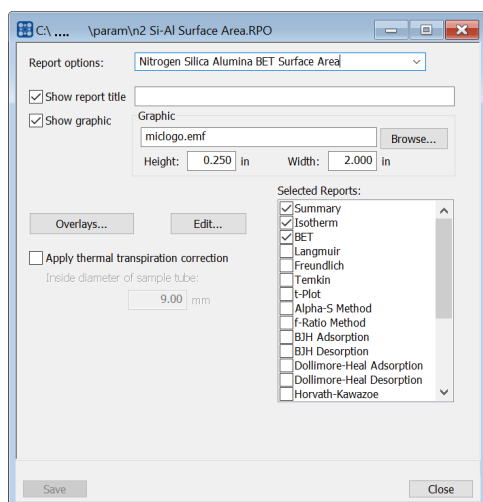 C:\ .... \param\n2 Si-Al Surface Area.RPO
Report options: Nitrogen Silica Alumina BET Surface Area
Show report title
Show graphic
Graphic
miclogo.emf Browse...
Height: 0.250 in Width: 2.000 in
Selected Reports:
Summary
Isotherm
BET
Langmuir
Freundlich
Temkin
t-Plot
Alpha-S Method
f-Ratio Method
BJH Adsorption
BJH Desorption
Dollimore-Heal Adsorption
Dollimore-Heal Desorption
Horvath-Kawazoe
Overlays... Edit...
Apply thermal transpiration correction
Inside diameter of sample tube:
9.00 mm
Save Close